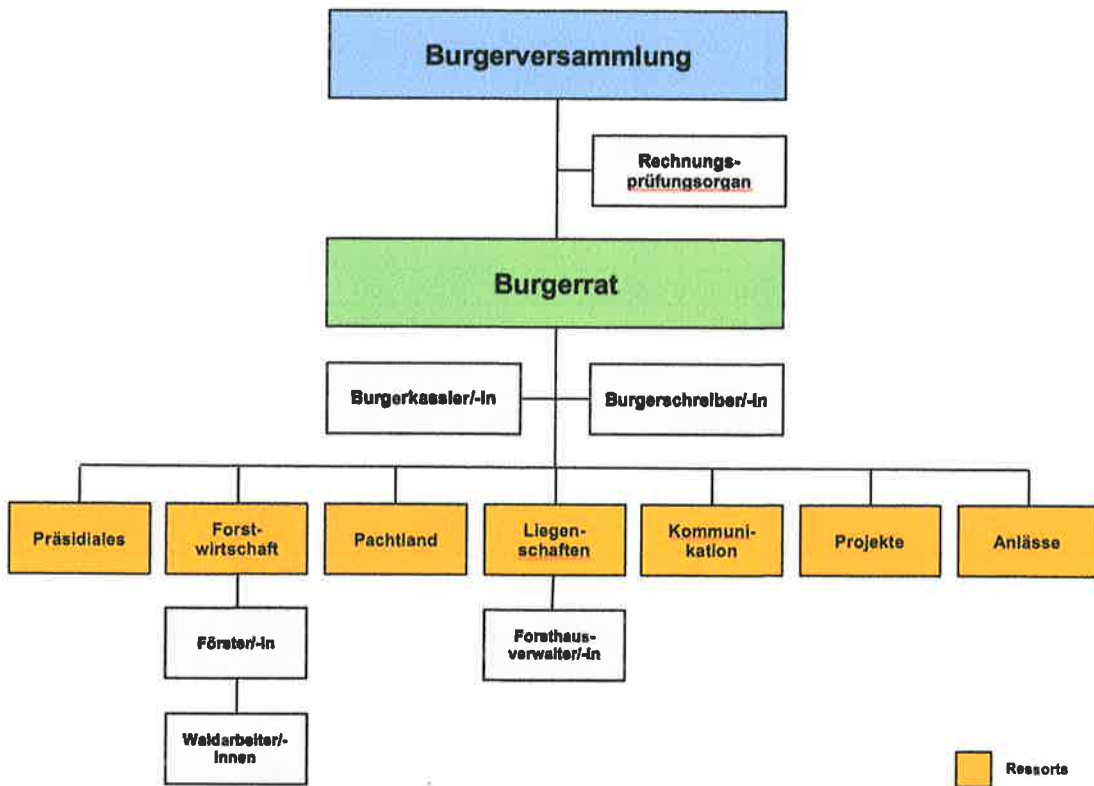 Burgerversammlung
Rechnungs-
prüfungsorgan
Burgerrat
Burgerkassier/-in
Burgerschreiber/-in
Präsidiales
Forst-
wirtschaft
Pachtland
Liegen-
schaften
Kommuni-
kation
Projekte
Anlässe
Förster/-in
Forsthaus-
verwalter/-in
Waldarbeiter/-
innen
Ressorts